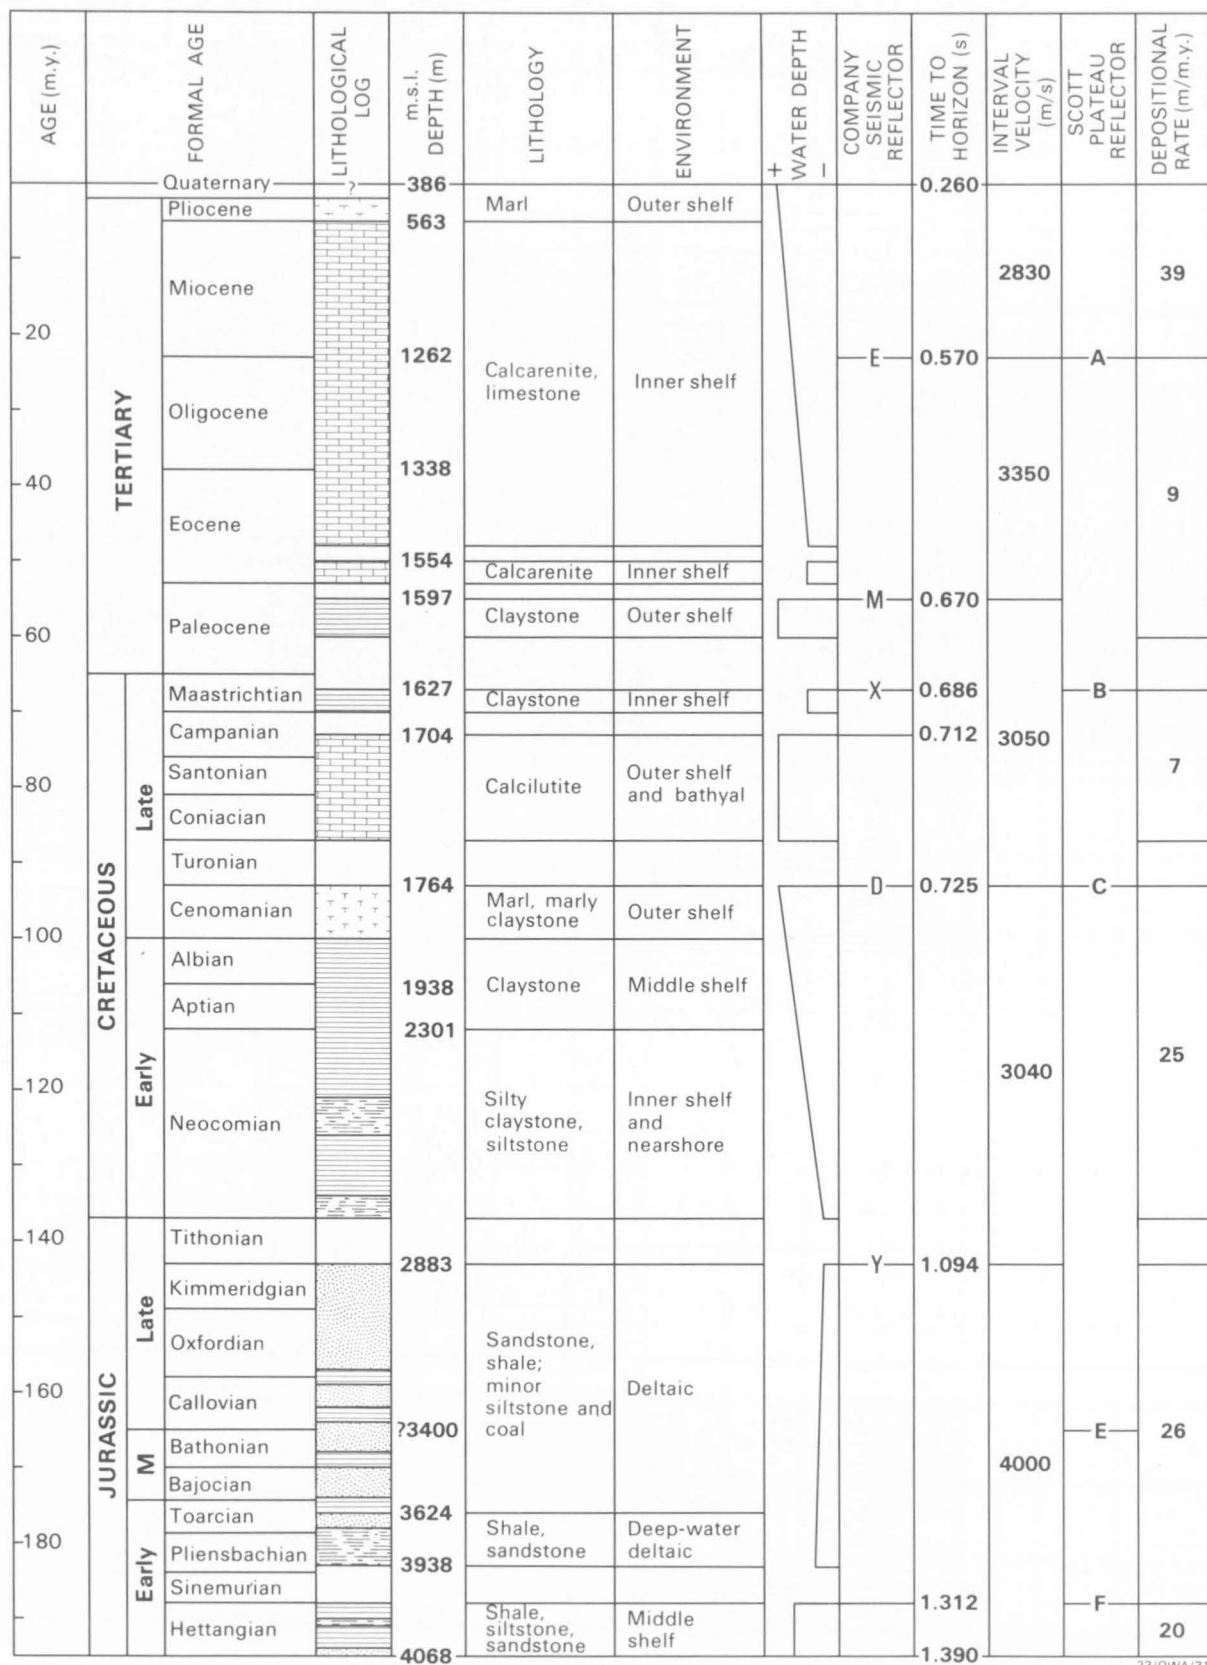 AGE (m.y.)
FORMAL AGE
LITHOLOGICAL
LOG
m.s.l.
DEPTH (m)
LITHOLOGY
ENVIRONMENT
+ WATER DEPTH −
COMPANY
SEISMIC
REFLECTOR
TIME TO
HORIZON (s)
INTERVAL
VELOCITY
(m/s)
SCOTT
PLATEAU
REFLECTOR
DEPOSITIONAL
RATE (m/m.y.)
Quaternary ? 386 0.260
Pliocene Marl Outer shelf
563
Miocene 2830 39
20
1262 E 0.570 A
Calcarenite,
limestone
Inner shelf
TERTIARY
Oligocene
1338
40 3350 9
Eocene
1554
Calcarenite Inner shelf
1597 M 0.670
Claystone Outer shelf
Paleocene
60
Maastrichtian 1627 X 0.686 B
Claystone Inner shelf
Campanian 1704 0.712 3050
Santonian
7
80
Late
Calcilutite
Outer shelf
and bathyal
Coniacian
Turonian
1764 D 0.725 C
CRETACEOUS
Cenomanian
Marl, marly
claystone
Outer shelf
100
Albian
1938 Claystone Middle shelf
Aptian
2301
Early
25
3040
120
Neocomian
Silty
claystone,
siltstone
Inner shelf
and
nearshore
140
Tithonian
2883 Y 1.094
Kimmeridgian
Late
Oxfordian
Sandstone,
shale;
minor
siltstone and
coal
Deltaic
160
JURASSIC
Callovian
?3400 E 26
M
Bathonian
4000
Bajocian
Toarcian 3624
Shale,
sandstone
Deep-water
deltaic
180
Pliensbachian
3938
Early
Sinemurian
1.312 F
Hettangian
Shale,
siltstone,
sandstone
Middle
shelf
20
4068 1.390